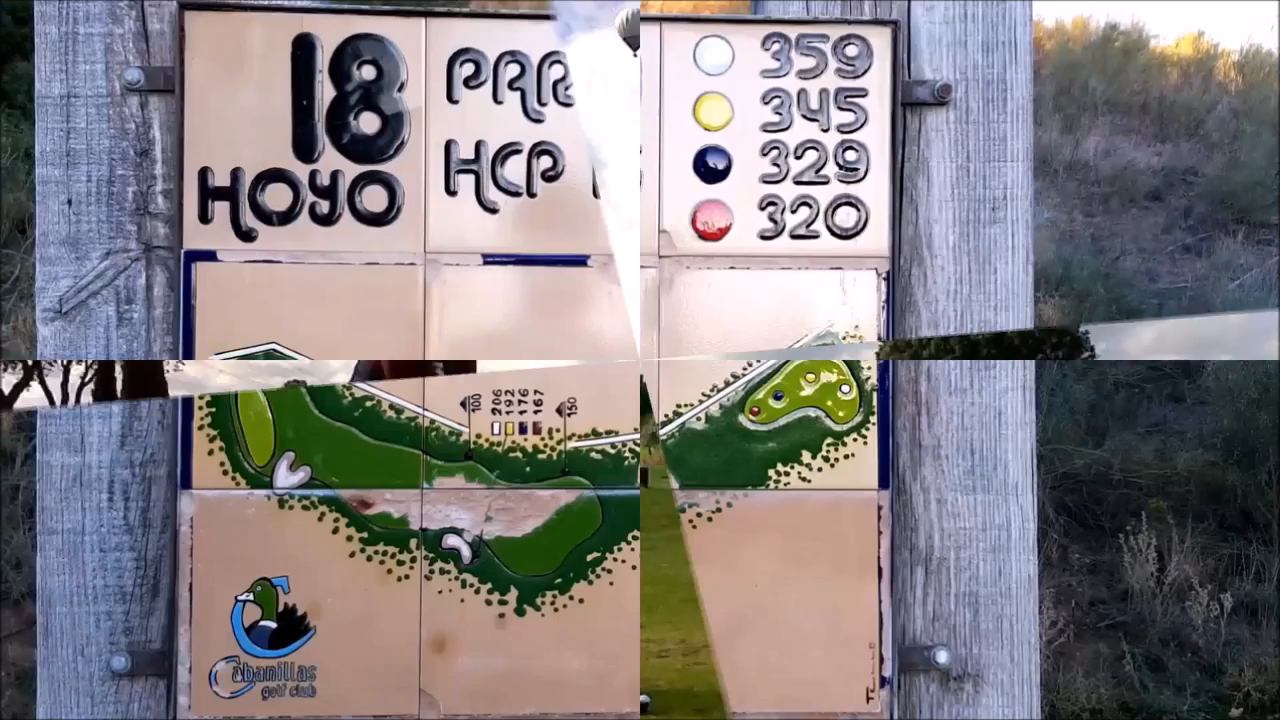 18
HOYO
PAR
HCP
359
345
329
320
100
206
192
176
167
150
Cabanillas
golf club